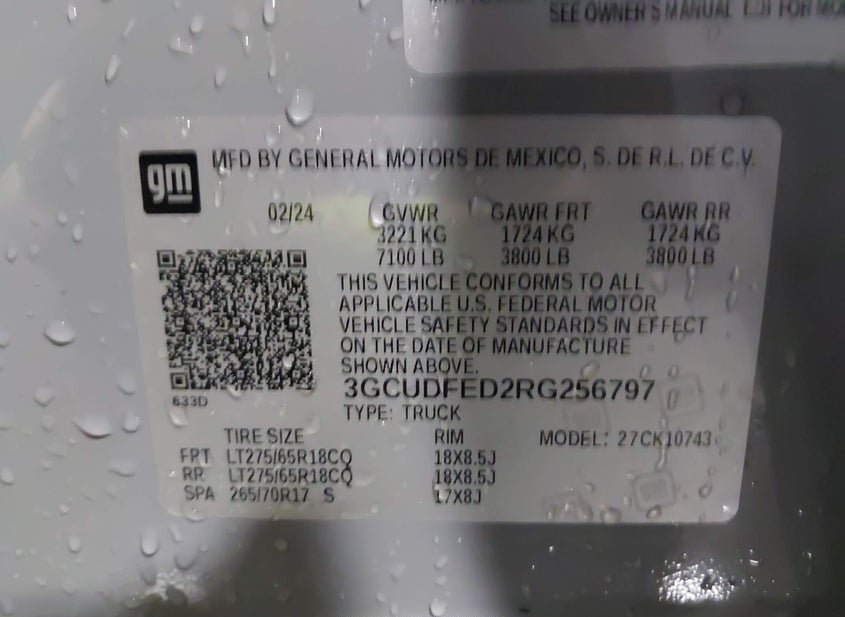 SEE OWNER'S MANUAL FOR
gm
MFD BY GENERAL MOTORS DE MEXICO, S. DE R.L. DE C.V.
02/24 GVWR GAWR FRT GAWR RR
3221 KG 1724 KG 1724 KG
7100 LB 3800 LB 3800 LB
THIS VEHICLE CONFORMS TO ALL
APPLICABLE U.S. FEDERAL MOTOR
VEHICLE SAFETY STANDARDS IN EFFECT
ON THE DATE OF MANUFACTURE
SHOWN ABOVE.
3GCUDFED2RG256797
633D
TYPE: TRUCK
TIRE SIZE RIM MODEL: 27CK10743
FRT LT275/65R18CQ 18X8.5J
RR LT275/65R18CQ 18X8.5J
SPA 265/70R17 S 17X8J